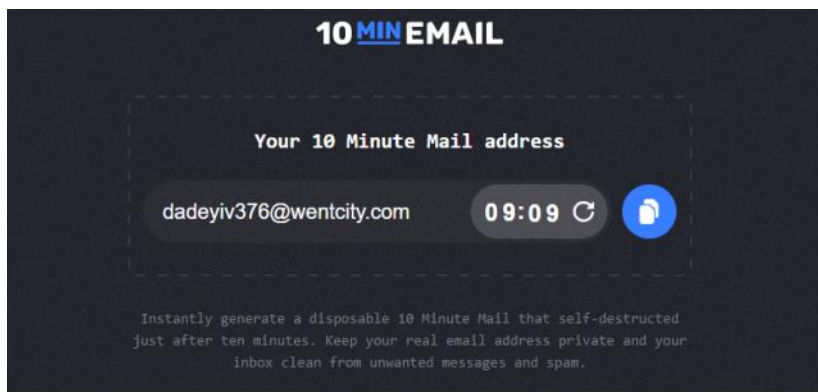 10 MIN EMAIL
Your 10 Minute Mail address
dadeyiv376@wentcity.com 09:09
Instantly generate a disposable 10 Minute Mail that self-destructed
just after ten minutes. Keep your real email address private and your
inbox clean from unwanted messages and spam.